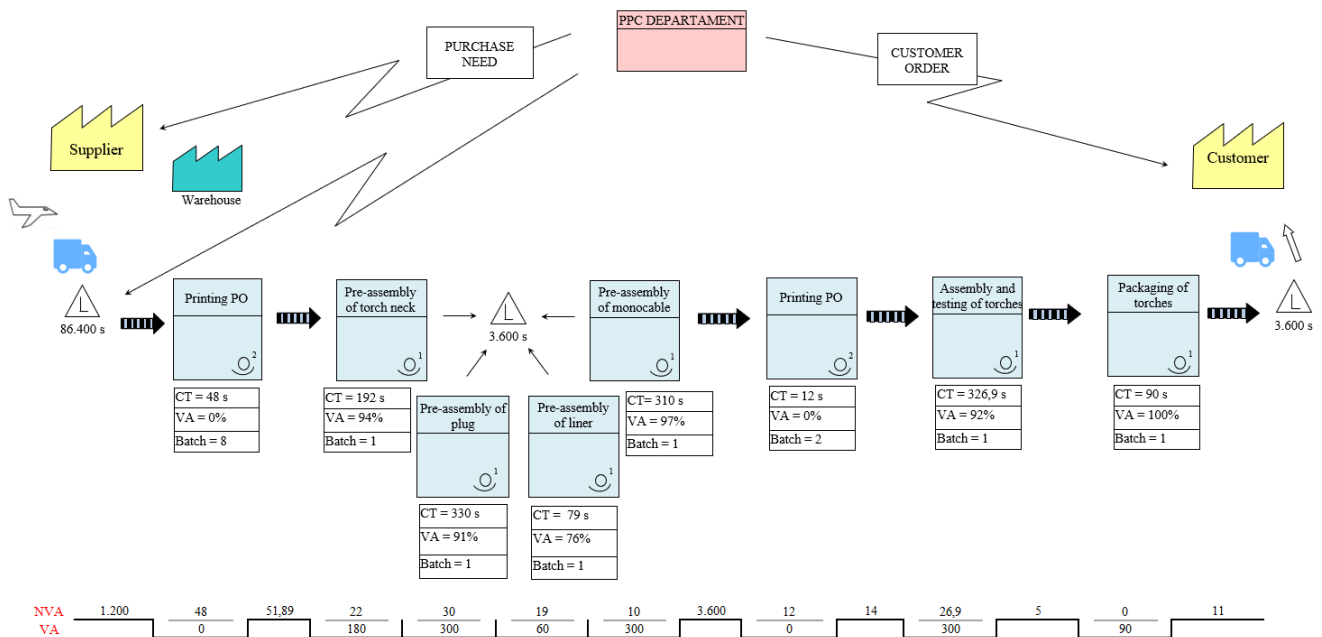 PPC DEPARTAMENT
PURCHASE
NEED
CUSTOMER
ORDER
Supplier
Warehouse
Customer
L
86.400 s
Printing PO
2
CT = 48 s
VA = 0%
Batch = 8
Pre-assembly
of torch neck
1
CT = 192 s
VA = 94%
Batch = 1
L
3.600 s
Pre-assembly of
plug
1
CT = 330 s
VA = 91%
Batch = 1
Pre-assembly
of liner
1
CT = 79 s
VA = 76%
Batch = 1
Pre-assembly
of monocable
1
CT= 310 s
VA = 97%
Batch = 1
Printing PO
2
CT = 12 s
VA = 0%
Batch = 2
Assembly and
testing of torches
1
CT = 326,9 s
VA = 92%
Batch = 1
Packaging of
torches
1
CT = 90 s
VA = 100%
Batch = 1
L
3.600 s
NVA 1.200 48 51,89 22 30 19 10 3.600 12 14 26,9 5 0 11
VA 0 180 300 60 300 0 300 90